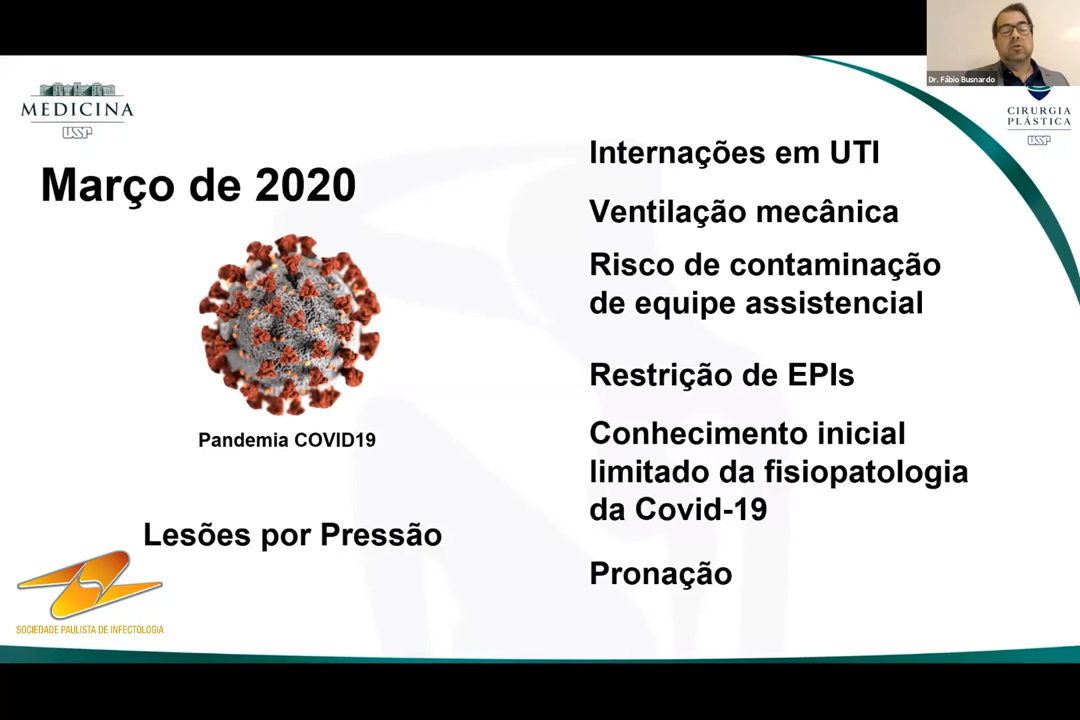 Dr. Fábio Busnardo
MEDICINA
USP
CIRURGIA
PLÁSTICA
USP
Março de 2020
Pandemia COVID19
Lesões por Pressão
SOCIEDADE PAULISTA DE INFECTOLOGIA
Internações em UTI
Ventilação mecânica
Risco de contaminação
de equipe assistencial
Restrição de EPIs
Conhecimento inicial
limitado da fisiopatologia
da Covid-19
Pronação